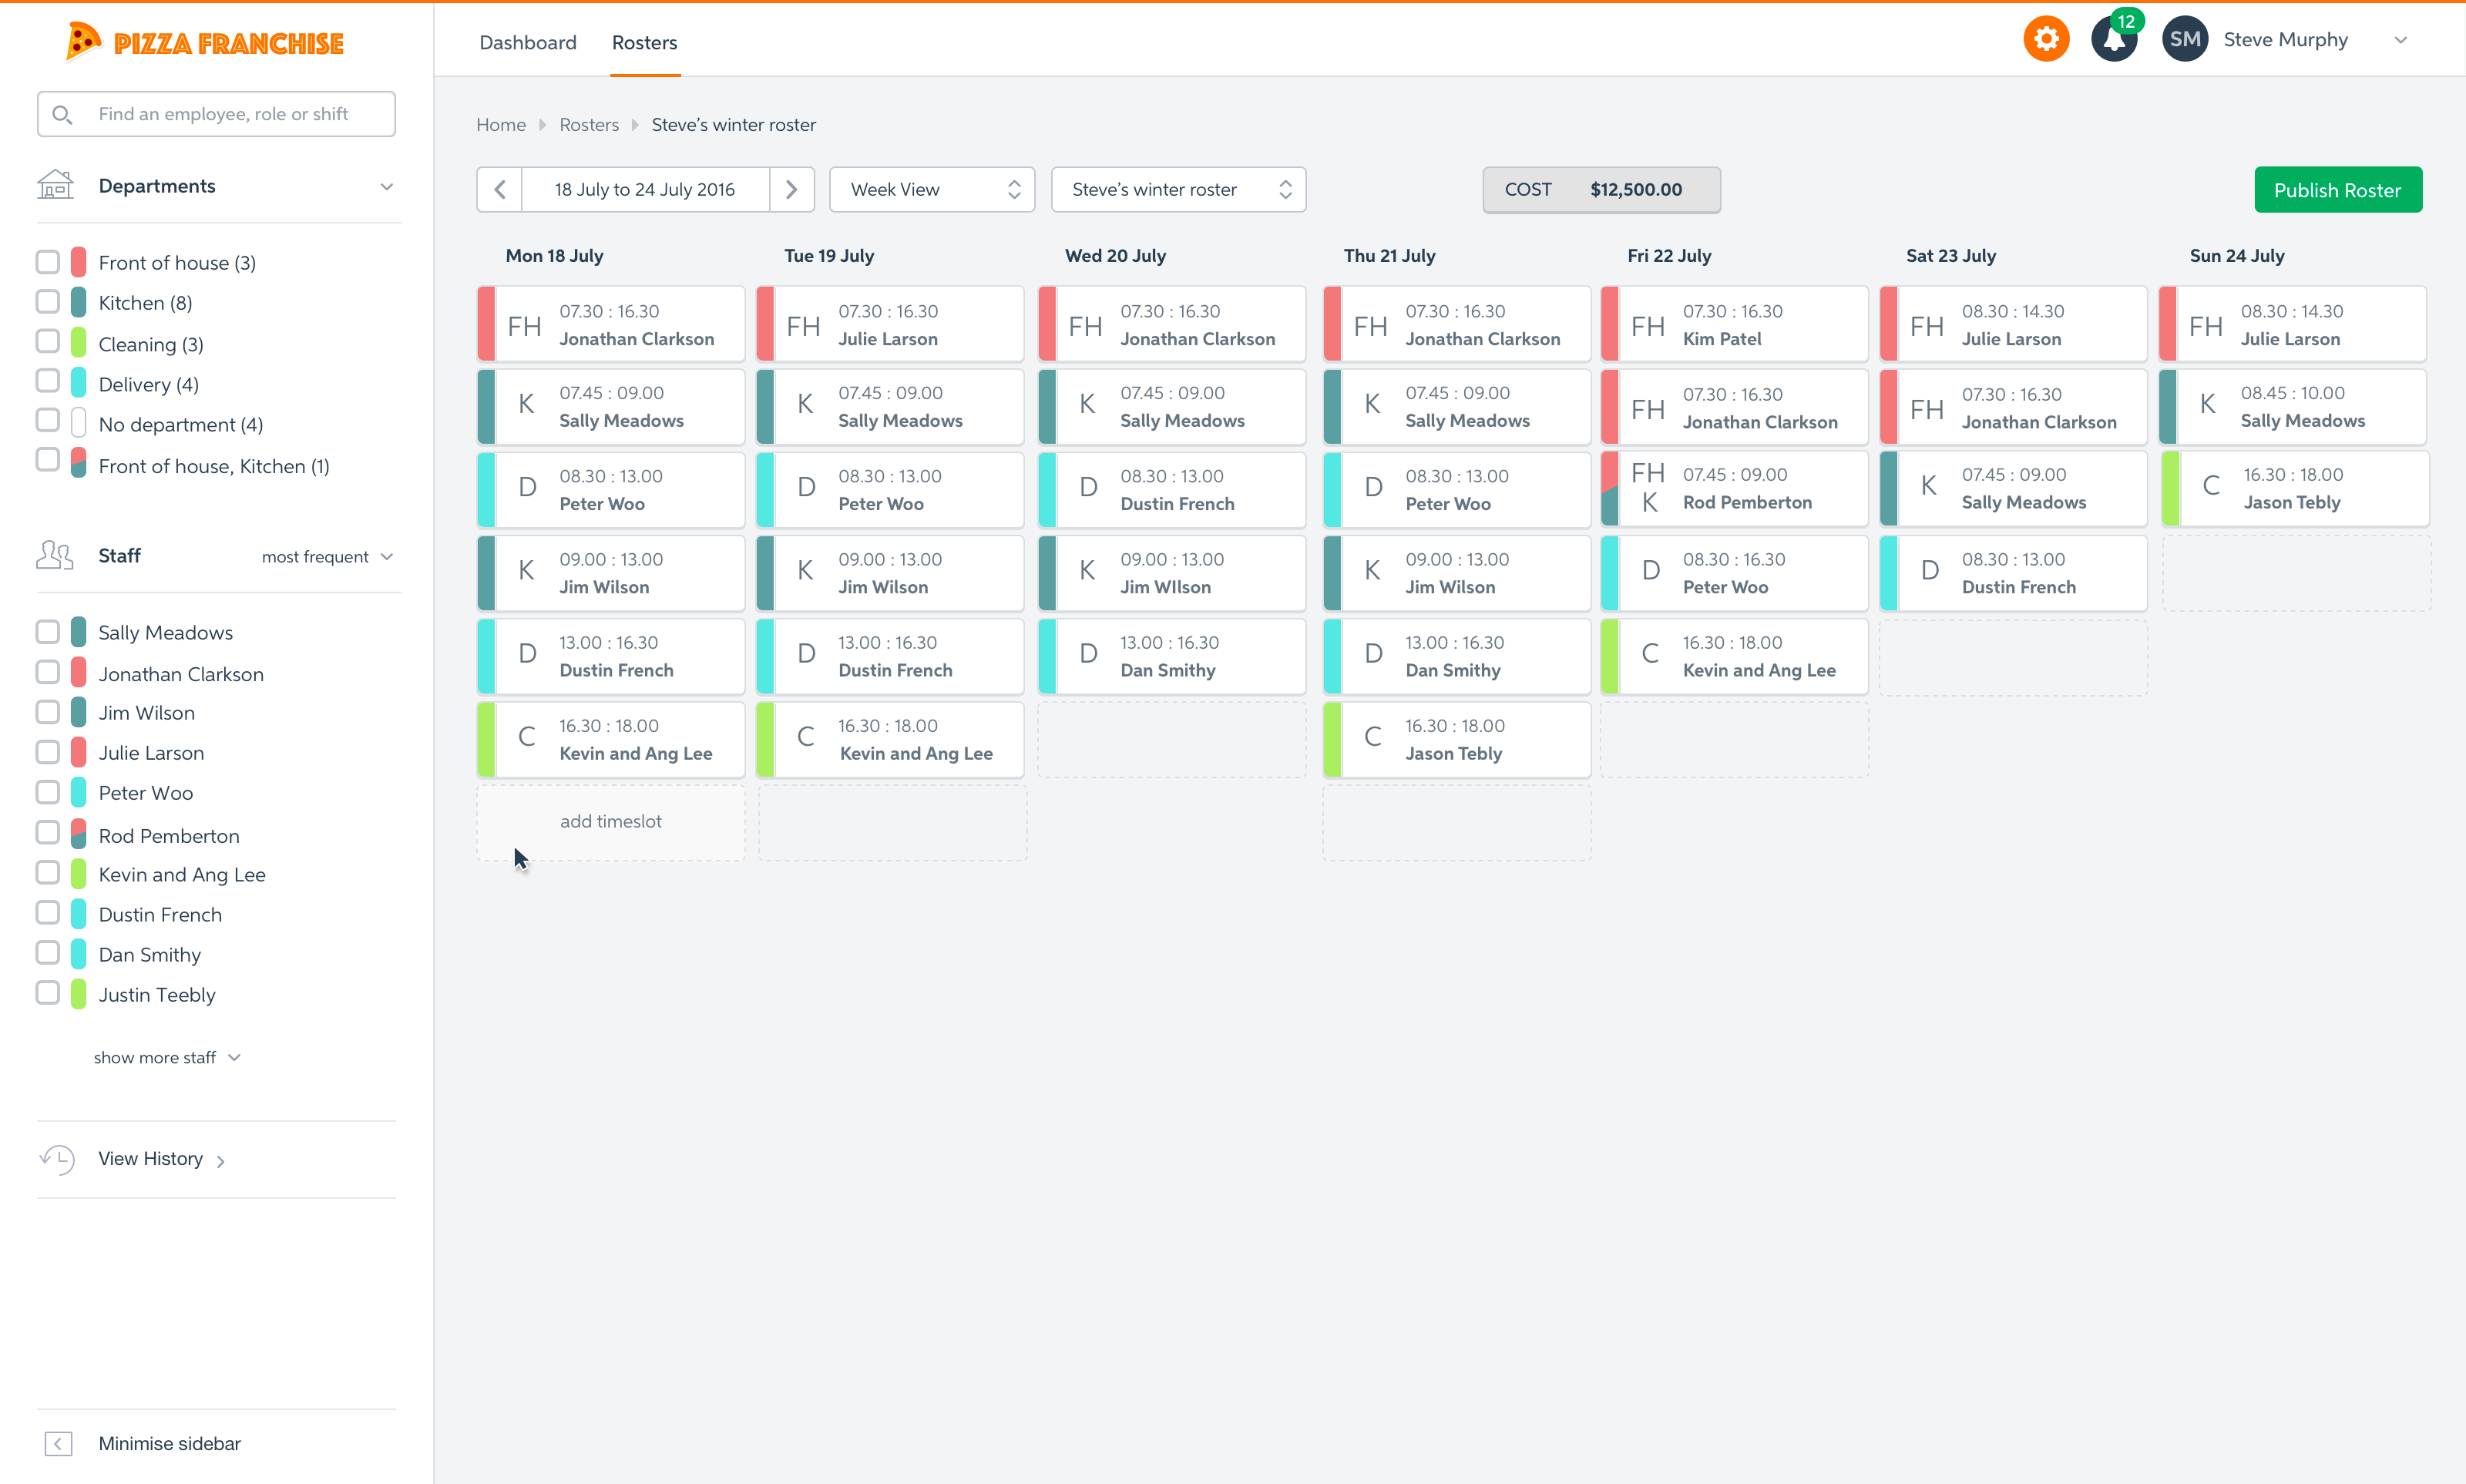 PIZZA FRANCHISE
Dashboard Rosters
12
SM Steve Murphy
Find an employee, role or shift
Departments
Front of house (3)
Kitchen (8)
Cleaning (3)
Delivery (4)
No department (4)
Front of house, Kitchen (1)
Staff most frequent
Sally Meadows
Jonathan Clarkson
Jim Wilson
Julie Larson
Peter Woo
Rod Pemberton
Kevin and Ang Lee
Dustin French
Dan Smithy
Justin Teebly
show more staff
View History
Minimise sidebar
Home Rosters Steve's winter roster
18 July to 24 July 2016 Week View Steve's winter roster COST $12,500.00 Publish Roster
Mon 18 July
FH 07.30 : 16.30
Jonathan Clarkson
K 07.45 : 09.00
Sally Meadows
D 08.30 : 13.00
Peter Woo
K 09.00 : 13.00
Jim Wilson
D 13.00 : 16.30
Dustin French
C 16.30 : 18.00
Kevin and Ang Lee
add timeslot
Tue 19 July
FH 07.30 : 16.30
Julie Larson
K 07.45 : 09.00
Sally Meadows
D 08.30 : 13.00
Peter Woo
K 09.00 : 13.00
Jim Wilson
D 13.00 : 16.30
Dustin French
C 16.30 : 18.00
Kevin and Ang Lee
Wed 20 July
FH 07.30 : 16.30
Jonathan Clarkson
K 07.45 : 09.00
Sally Meadows
D 08.30 : 13.00
Dustin French
K 09.00 : 13.00
Jim WIlson
D 13.00 : 16.30
Dan Smithy
Thu 21 July
FH 07.30 : 16.30
Jonathan Clarkson
K 07.45 : 09.00
Sally Meadows
D 08.30 : 13.00
Peter Woo
K 09.00 : 13.00
Jim Wilson
D 13.00 : 16.30
Dan Smithy
C 16.30 : 18.00
Jason Tebly
Fri 22 July
FH 07.30 : 16.30
Kim Patel
FH 07.30 : 16.30
Jonathan Clarkson
FH 07.45 : 09.00
K Rod Pemberton
D 08.30 : 16.30
Peter Woo
C 16.30 : 18.00
Kevin and Ang Lee
Sat 23 July
FH 08.30 : 14.30
Julie Larson
FH 07.30 : 16.30
Jonathan Clarkson
K 07.45 : 09.00
Sally Meadows
D 08.30 : 13.00
Dustin French
Sun 24 July
FH 08.30 : 14.30
Julie Larson
K 08.45 : 10.00
Sally Meadows
C 16.30 : 18.00
Jason Tebly